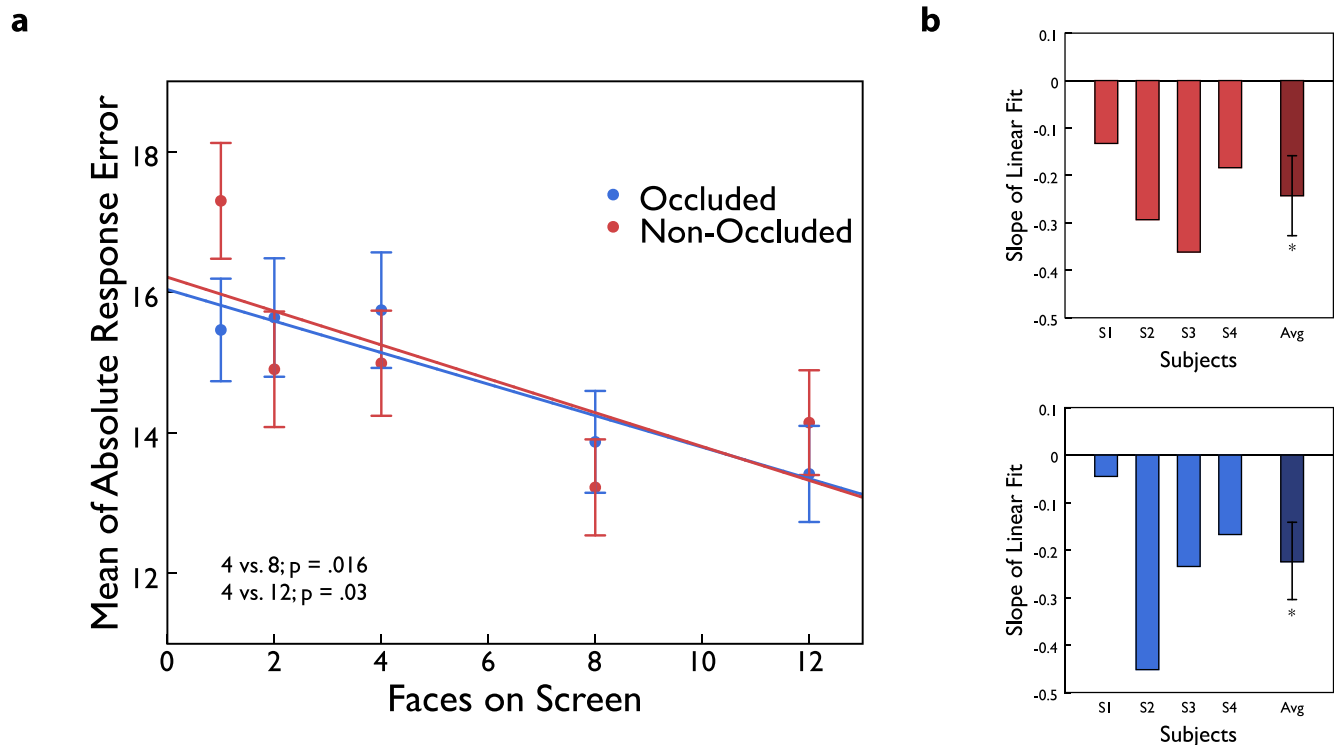 a
Mean of Absolute Response Error
18
16
14
12
Occluded
Non-Occluded
4 vs. 8; p = .016
4 vs. 12; p = .03
0 2 4 6 8 10 12
Faces on Screen
b
Slope of Linear Fit
0.1
0
-0.1
-0.2
-0.3
-0.4
-0.5
*
S1 S2 S3 S4 Avg
Subjects
Slope of Linear Fit
0.1
0
-0.1
-0.2
-0.3
-0.4
-0.5
*
S1 S2 S3 S4 Avg
Subjects